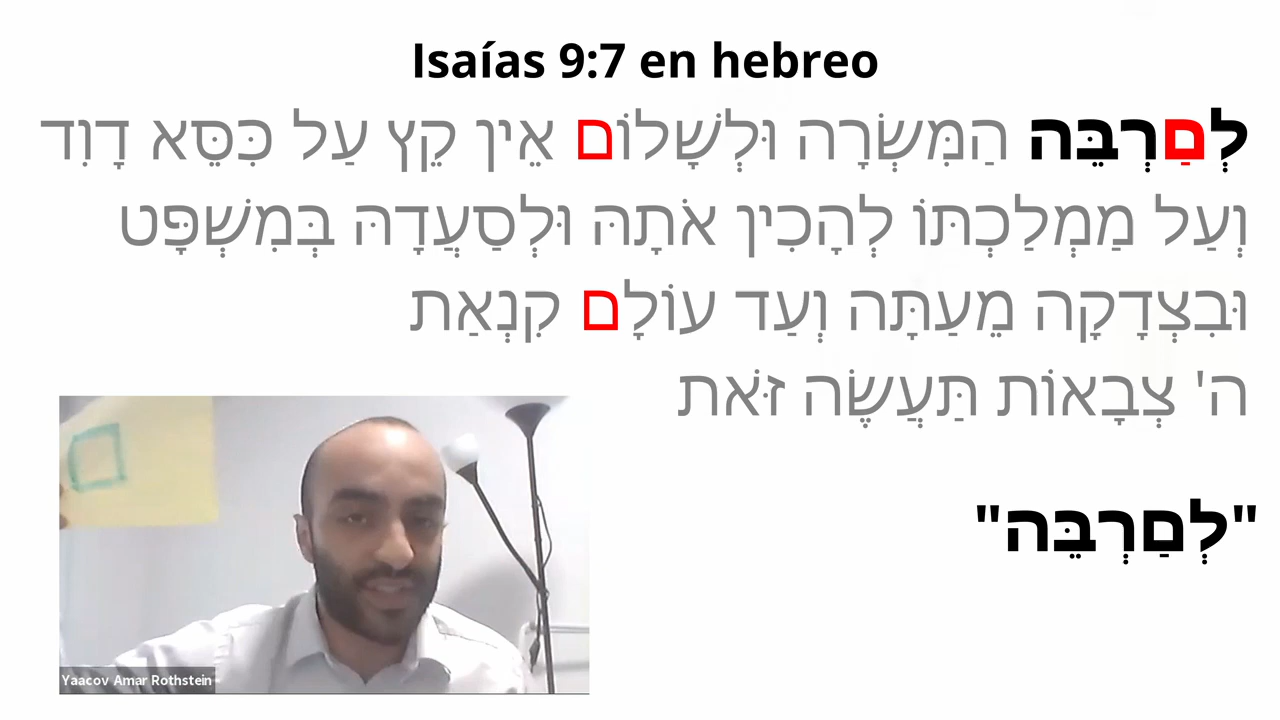 Isaías 9:7 en hebreo
לְםַרְבֵּה הַמִּשְׂרָה וּלְשָׁלוֹם אֵין קֵץ עַל כִּסֵּא דָוִד
וְעַל מַמְלַכְתּוֹ לְהָכִין אֹתָהּ וּלְסַעֲדָהּ בְּמִשְׁפָּט
וּבִצְדָקָה מֵעַתָּה וְעַד עוֹלָם קִנְאַת
ה' צְבָאוֹת תַּעֲשֶׂה זֹּאת
"לְםַרְבֵּה"
Yaacov Amar Rothstein